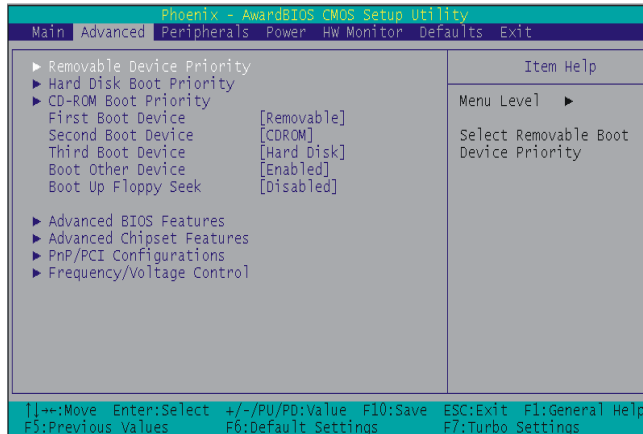 Phoenix - AwardBIOS CMOS Setup Utility
Main Advanced Peripherals Power HW Monitor Defaults Exit
▶ Removable Device Priority
▶ Hard Disk Boot Priority
▶ CD-ROM Boot Priority
First Boot Device [Removable]
Second Boot Device [CDROM]
Third Boot Device [Hard Disk]
Boot Other Device [Enabled]
Boot Up Floppy Seek [Disabled]
▶ Advanced BIOS Features
▶ Advanced Chipset Features
▶ PnP/PCI Configurations
▶ Frequency/Voltage Control
Item Help
Menu Level ▶
Select Removable Boot
Device Priority
↑↓→←:Move Enter:Select +/-/PU/PD:Value F10:Save ESC:Exit F1:General Help
F5:Previous Values F6:Default Settings F7:Turbo Settings